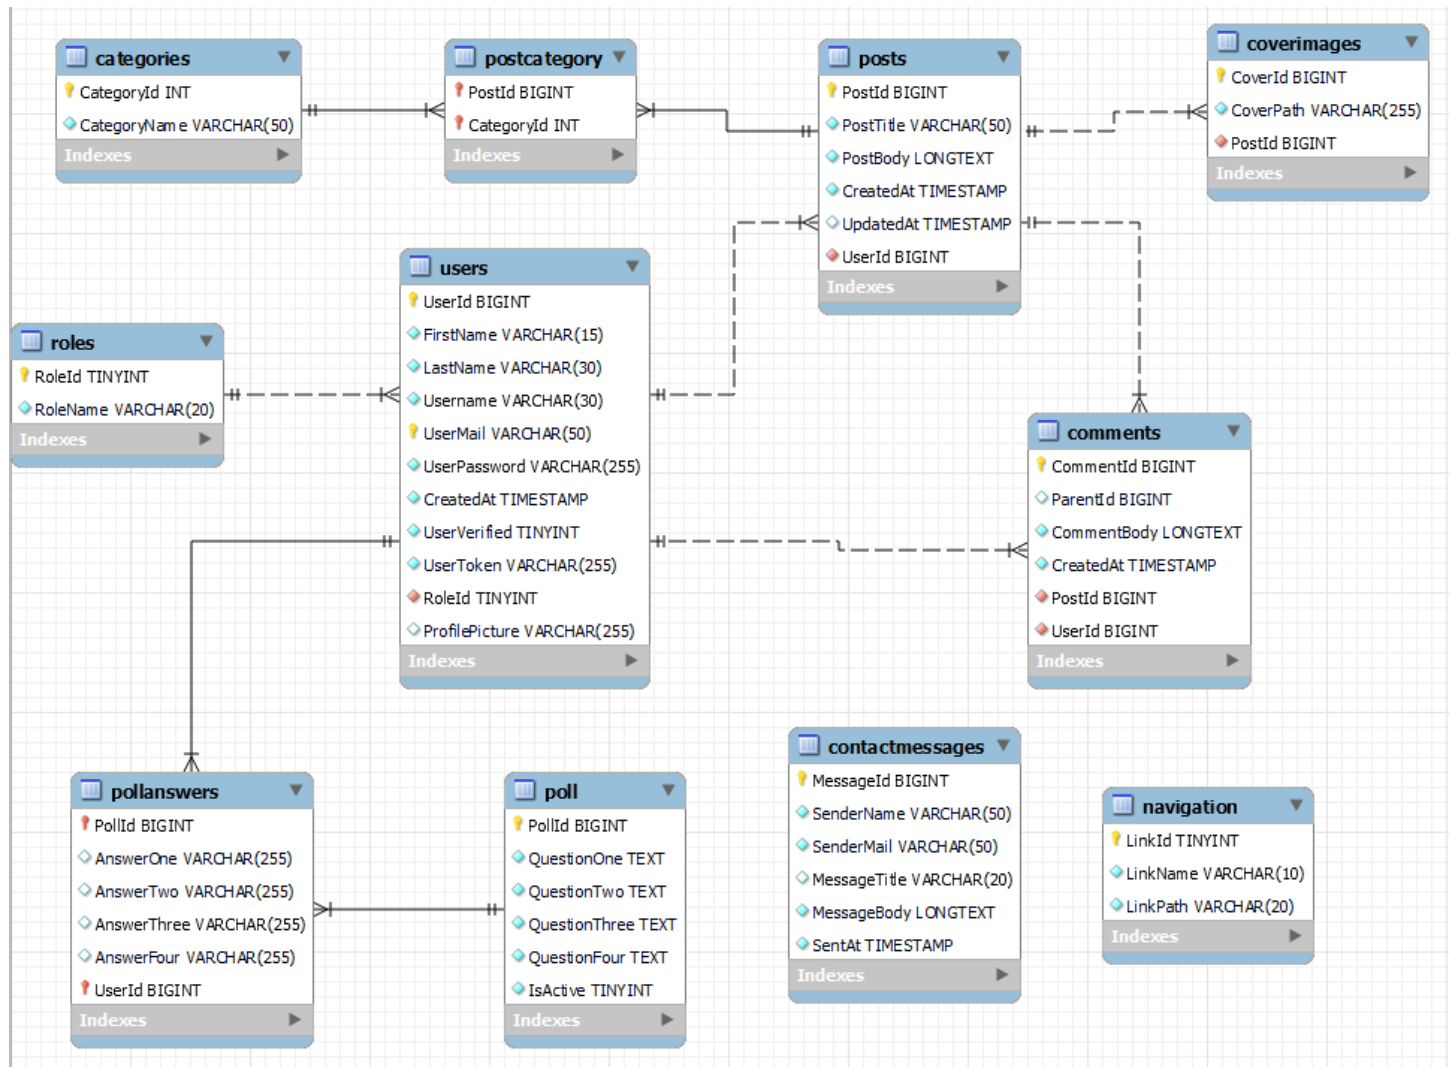 categories
CategoryId INT
CategoryName VARCHAR(50)
Indexes
postcategory
PostId BIGINT
CategoryId INT
Indexes
posts
PostId BIGINT
PostTitle VARCHAR(50)
PostBody LONGTEXT
CreatedAt TIMESTAMP
UpdatedAt TIMESTAMP
UserId BIGINT
Indexes
coverimages
CoverId BIGINT
CoverPath VARCHAR(255)
PostId BIGINT
Indexes
roles
RoleId TINYINT
RoleName VARCHAR(20)
Indexes
users
UserId BIGINT
FirstName VARCHAR(15)
LastName VARCHAR(30)
Username VARCHAR(30)
UserMail VARCHAR(50)
UserPassword VARCHAR(255)
CreatedAt TIMESTAMP
UserVerified TINYINT
UserToken VARCHAR(255)
RoleId TINYINT
ProfilePicture VARCHAR(255)
Indexes
comments
CommentId BIGINT
ParentId BIGINT
CommentBody LONGTEXT
CreatedAt TIMESTAMP
PostId BIGINT
UserId BIGINT
Indexes
pollanswers
PollId BIGINT
AnswerOne VARCHAR(255)
AnswerTwo VARCHAR(255)
AnswerThree VARCHAR(255)
AnswerFour VARCHAR(255)
UserId BIGINT
Indexes
poll
PollId BIGINT
QuestionOne TEXT
QuestionTwo TEXT
QuestionThree TEXT
QuestionFour TEXT
IsActive TINYINT
Indexes
contactmessages
MessageId BIGINT
SenderName VARCHAR(50)
SenderMail VARCHAR(50)
MessageTitle VARCHAR(20)
MessageBody LONGTEXT
SentAt TIMESTAMP
Indexes
navigation
LinkId TINYINT
LinkName VARCHAR(10)
LinkPath VARCHAR(20)
Indexes